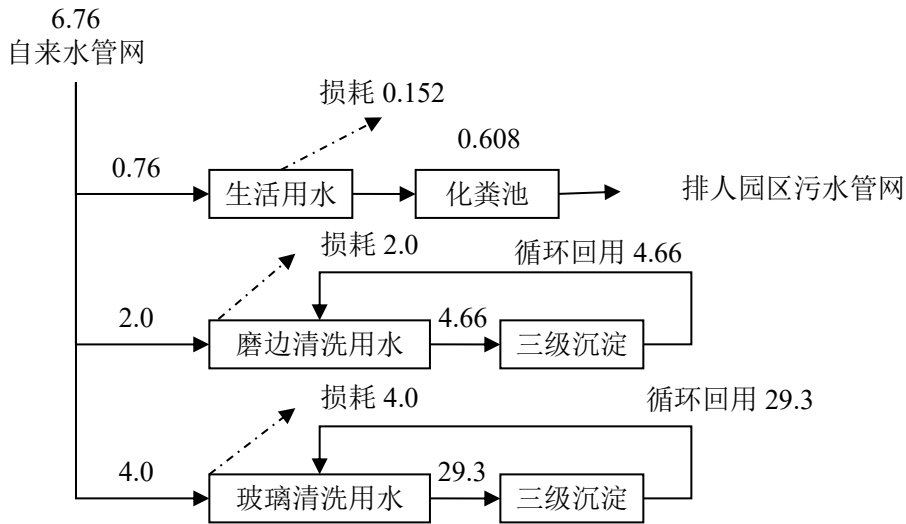 6.76
自来水管网
损耗 0.152
0.608
0.76
生活用水
化粪池
排人园区污水管网
损耗 2.0
循环回用 4.66
2.0
磨边清洗用水
4.66
三级沉淀
损耗 4.0
循环回用 29.3
4.0
玻璃清洗用水
29.3
三级沉淀